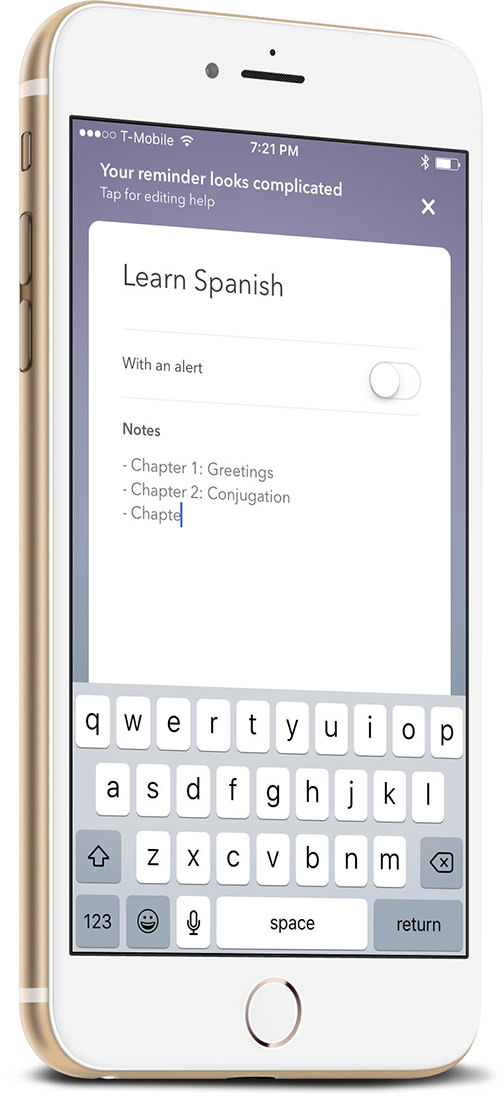 T-Mobile
7:21 PM
Your reminder looks complicated
Tap for editing help
Learn Spanish
With an alert
Notes
- Chapter 1: Greetings
- Chapter 2: Conjugation
- Chapte
q w e r t y u i o p
a s d f g h j k l
z x c v b n m
123 space return